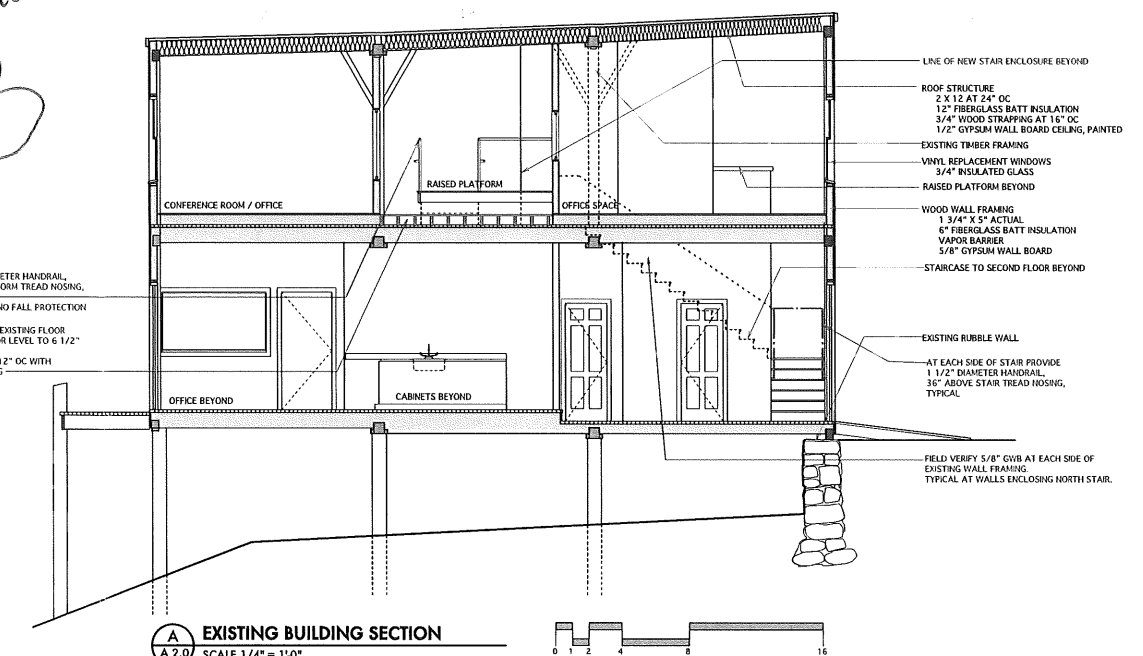 LINE OF NEW STAIR ENCLOSURE BEYOND
ROOF STRUCTURE
2 X 12 AT 24" OC
12" FIBERGLASS BATT INSULATION
3/4" WOOD STRAPPING AT 16" OC
1/2" GYPSUM WALL BOARD CEILING, PAINTED
EXISTING TIMBER FRAMING
VINYL REPLACEMENT WINDOWS
3/4" INSULATED GLASS
RAISED PLATFORM BEYOND
WOOD WALL FRAMING
1 3/4" X 5" ACTUAL
6" FIBERGLASS BATT INSULATION
VAPOR BARRIER
5/8" GYPSUM WALL BOARD
STAIRCASE TO SECOND FLOOR BEYOND
EXISTING RUBBLE WALL
AT EACH SIDE OF STAIR PROVIDE
1 1/2" DIAMETER HANDRAIL,
36" ABOVE STAIR TREAD NOSING,
TYPICAL
FIELD VERIFY 5/8" GWB AT EACH SIDE OF
EXISTING WALL FRAMING.
TYPICAL AT WALLS ENCLOSING NORTH STAIR.
RAISED PLATFORM
CONFERENCE ROOM / OFFICE
OFFICE SPACE
ETER HANDRAIL,
ORM TREAD NOSING,
NO FALL PROTECTION
EXISTING FLOOR
R LEVEL TO 6 1/2"
2" OC WITH
G
OFFICE BEYOND
CABINETS BEYOND
A
A 2.0
EXISTING BUILDING SECTION
SCALE 1/4" = 1'-0"
0 1 2 4 8 16